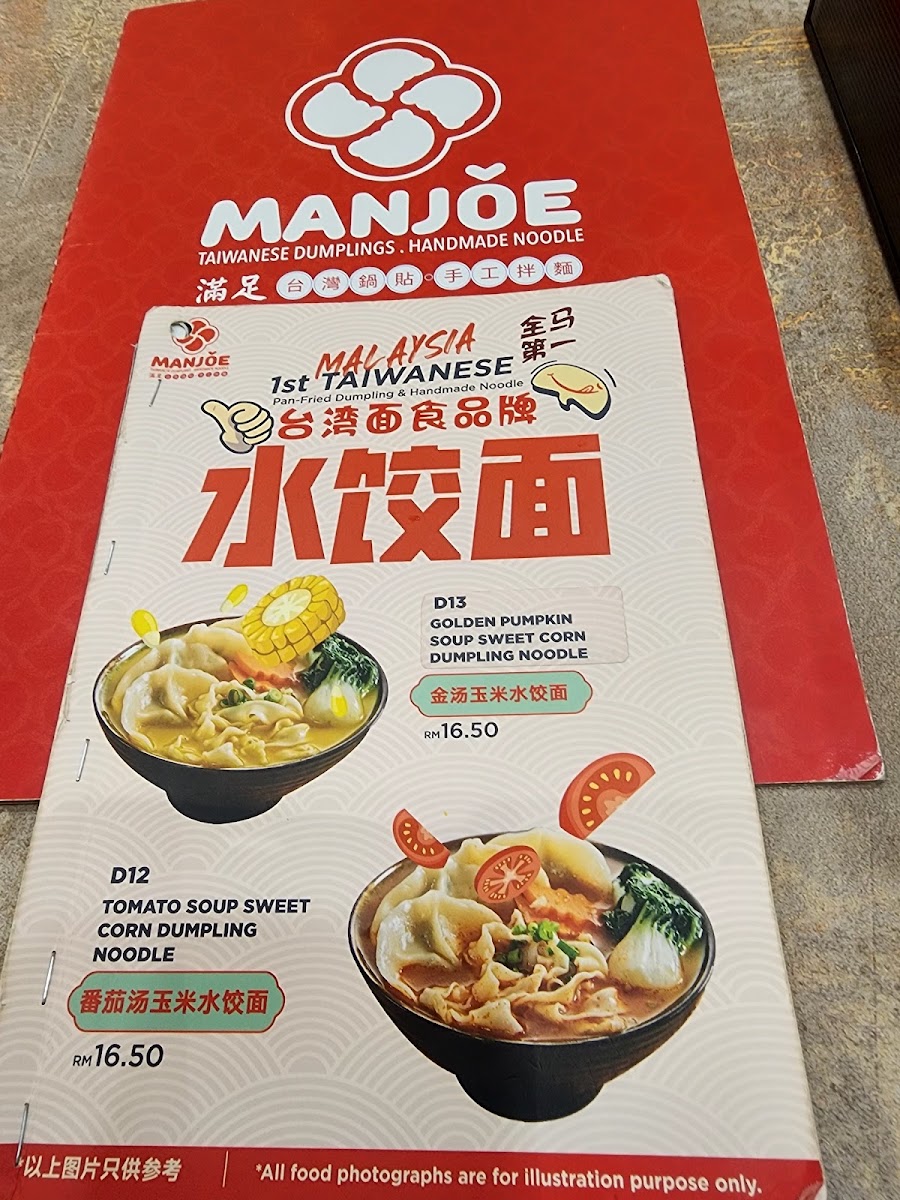 MANJŎE
TAIWANESE DUMPLINGS . HANDMADE NOODLE
滿足 台灣鍋貼。手工拌麵
MANJŎE
MALAYSIA
1st TAIWANESE
Pan-Fried Dumpling & Handmade Noodle
全马
第一
台湾面食品牌
水饺面
D13
GOLDEN PUMPKIN
SOUP SWEET CORN
DUMPLING NOODLE
金汤玉米水饺面
RM16.50
D12
TOMATO SOUP SWEET
CORN DUMPLING
NOODLE
番茄汤玉米水饺面
RM16.50
*以上图片只供参考
*All food photographs are for illustration purpose only.